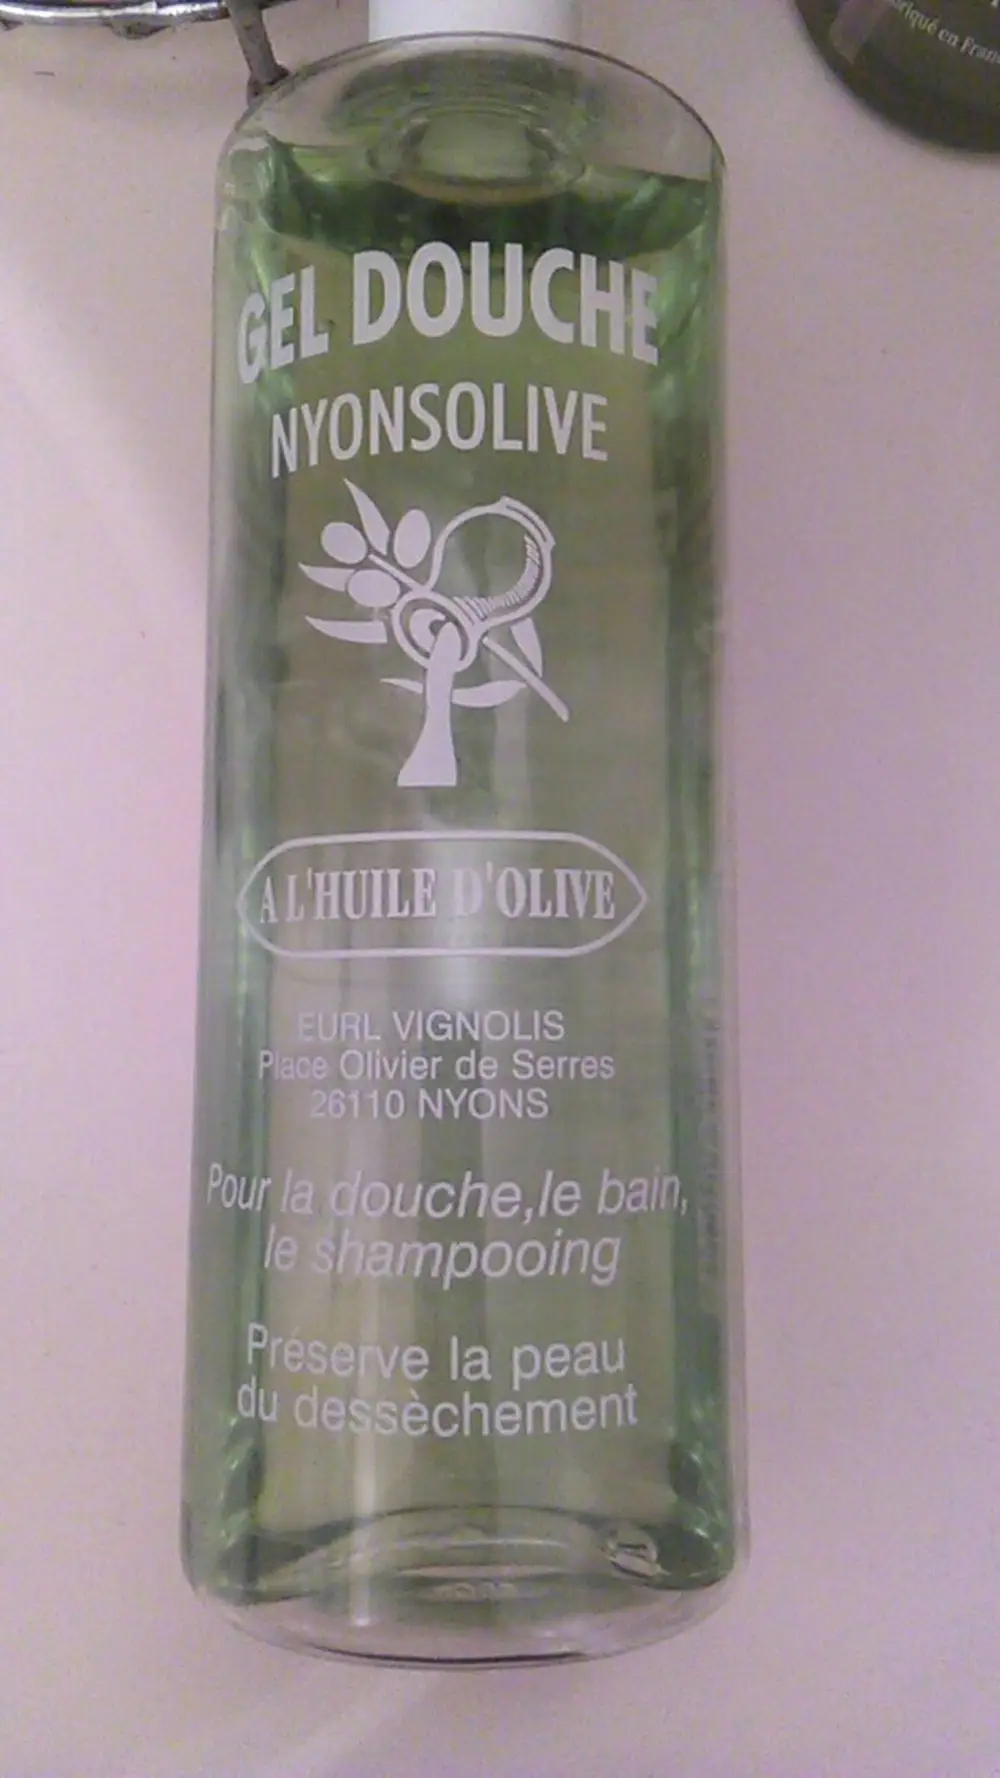 GEL DOUCHE
NYONSOLIVE
A L'HUILE D'OLIVE
EURL VIGNOLIS
Place Olivier de Serres
26110 NYONS
Pour la douche,le bain,
le shampooing
Préserve la peau
du dessèchement
en